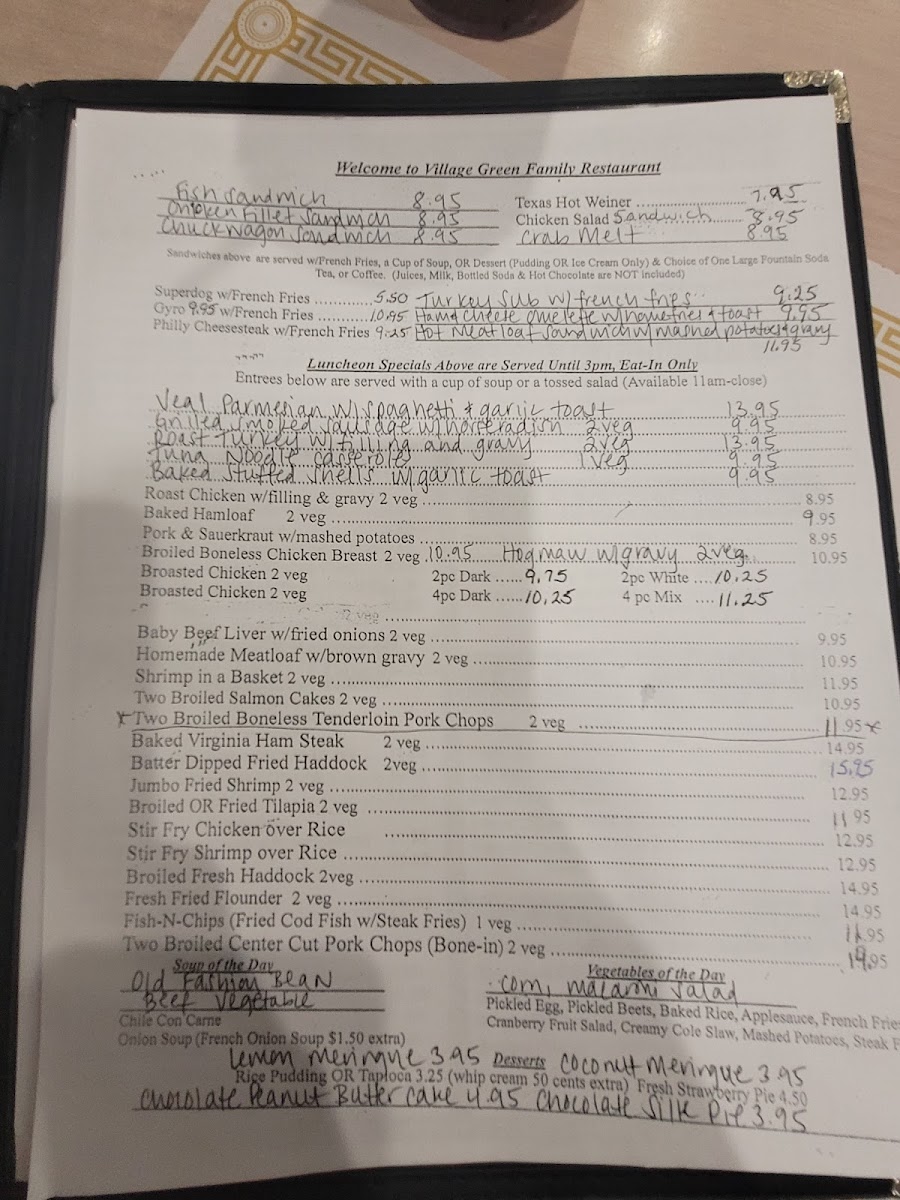 Welcome to Village Green Family Restaurant
Fish Sandwich 8.95
Chicken Fillet Sandwich 8.95
Chuckwagon Sandwich 8.95
Texas Hot Weiner 7.95
Chicken Salad Sandwich 8.95
Crab Melt 8.95
Sandwiches above are served w/French Fries, a Cup of Soup, OR Dessert (Pudding OR Ice Cream Only) & Choice of One Large Fountain Soda
Tea, or Coffee. (Juices, Milk, Bottled Soda & Hot Chocolate are NOT included)
Superdog w/French Fries 5.50 Turkey Sub w/french fries 9.25
Gyro 9.95 w/French Fries 10.95 Ham & Cheese omelette w/homefries & toast 9.95
Philly Cheesesteak w/French Fries 9.25 Hot Meatloaf Sandwich w/mashed potatoes & gravy
11.95
Luncheon Specials Above are Served Until 3pm, Eat-In Only
Entrees below are served with a cup of soup or a tossed salad (Available 11am-close)
Veal Parmesian w/spaghetti & garlic toast 13.95
Grilled smoked sausage w/horseradish 2 veg 9.95
Roast Turkey w/filling and gravy 2 veg 13.95
Tuna Noodle casserole 1 veg 9.95
Baked Stuffed Shells w/garlic toast 9.95
Roast Chicken w/filling & gravy 2 veg 8.95
Baked Hamloaf 2 veg 9.95
Pork & Sauerkraut w/mashed potatoes 8.95
Broiled Boneless Chicken Breast 2 veg 10.95 Hogmaw w/gravy 2 veg. 10.95
Broasted Chicken 2 veg 2pc Dark 9.75 2pc White 10.25
Broasted Chicken 2 veg 4pc Dark 10.25 4 pc Mix 11.25
2 veg
Baby Beef Liver w/fried onions 2 veg 9.95
Homemade Meatloaf w/brown gravy 2 veg 10.95
Shrimp in a Basket 2 veg 11.95
Two Broiled Salmon Cakes 2 veg 10.95
*Two Broiled Boneless Tenderloin Pork Chops 2 veg 11.95*
Baked Virginia Ham Steak 2 veg 14.95
Batter Dipped Fried Haddock 2veg 15.95
Jumbo Fried Shrimp 2 veg 12.95
Broiled OR Fried Tilapia 2 veg 11.95
Stir Fry Chicken over Rice 12.95
Stir Fry Shrimp over Rice 12.95
Broiled Fresh Haddock 2veg 14.95
Fresh Fried Flounder 2 veg 14.95
Fish-N-Chips (Fried Cod Fish w/Steak Fries) 1 veg 11.95
Two Broiled Center Cut Pork Chops (Bone-in) 2 veg 14.95
Soup of the Day
Old Fashion Bean
Beef Vegetable
Chile Con Carne
Onion Soup (French Onion Soup $1.50 extra)
Vegetables of the Day
Corn, macaroni salad
Pickled Egg, Pickled Beets, Baked Rice, Applesauce, French Frie
Cranberry Fruit Salad, Creamy Cole Slaw, Mashed Potatoes, Steak F
Lemon Meringue 3.95 Desserts Coconut Meringue 3.95
Rice Pudding OR Tapioca 3.25 (whip cream 50 cents extra) Fresh Strawberry Pie 4.50
Chocolate Peanut Butter Cake 4.95 Chocolate Silk Pie 3.95